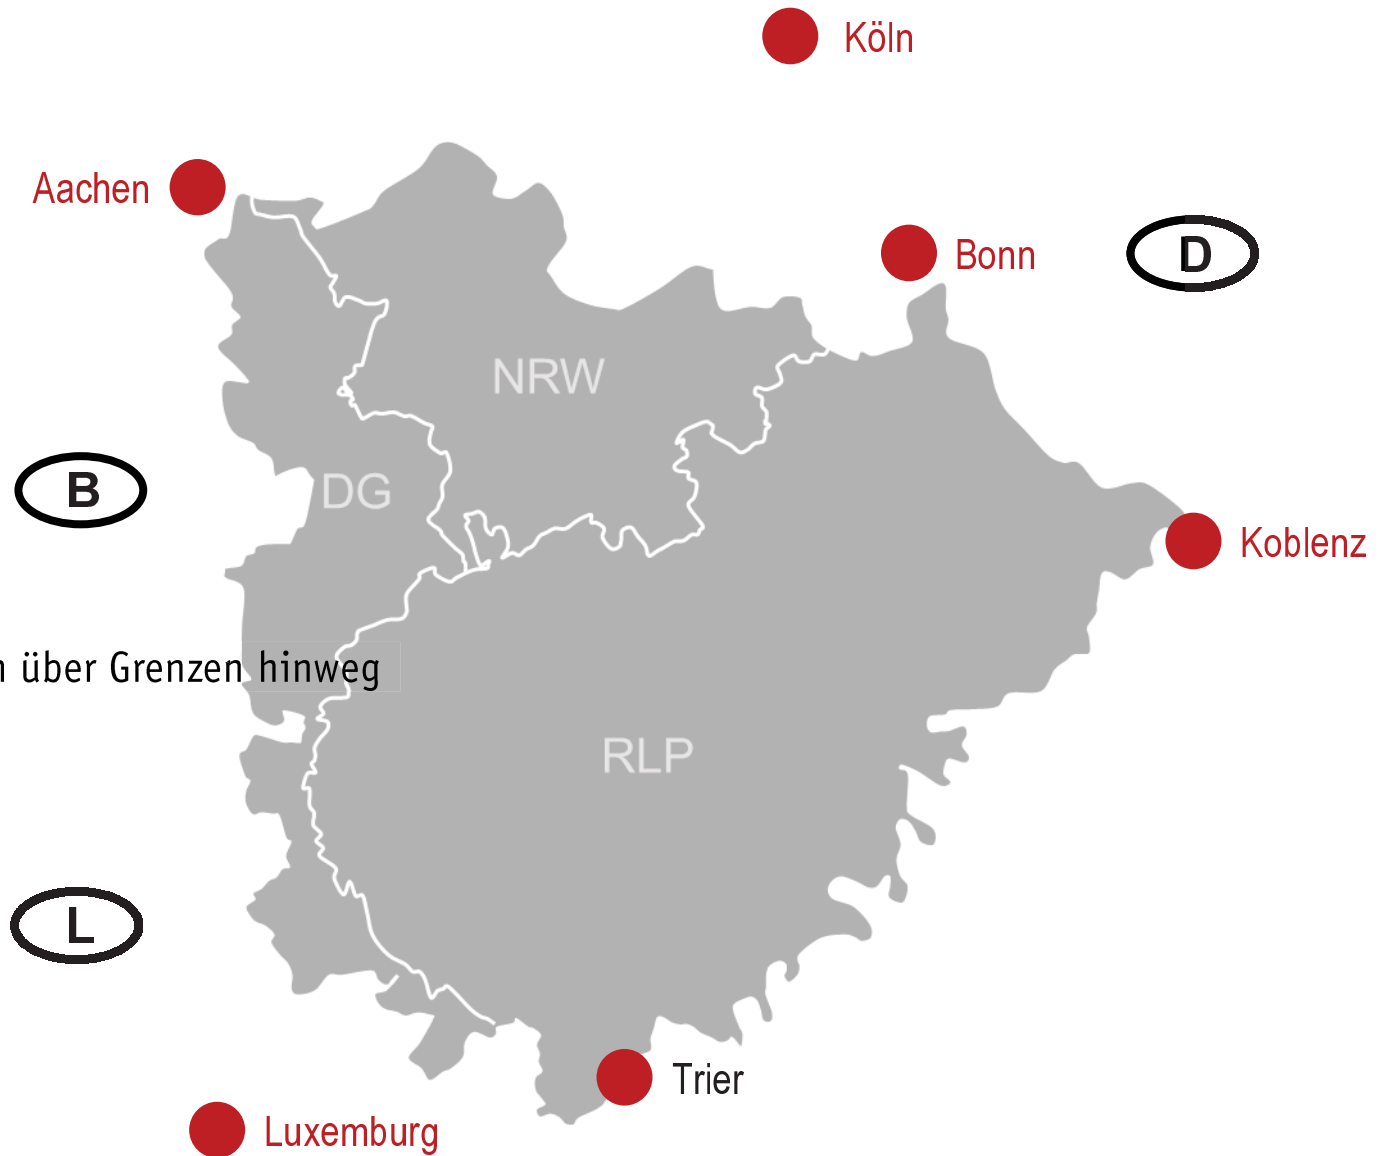 Köln
Aachen
Bonn
D
NRW
B
DG
Koblenz
über Grenzen hinweg
RLP
L
Trier
Luxemburg